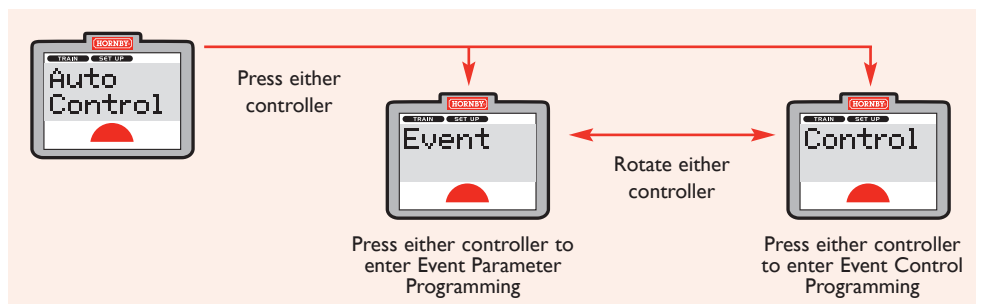 HORNBY
TRAIN SET UP
Auto
Control
Press either
controller
HORNBY
TRAIN SET UP
Event
Rotate either
controller
HORNBY
TRAIN SET UP
Control
Press either controller to
enter Event Parameter
Programming
Press either controller
to enter Event Control
Programming